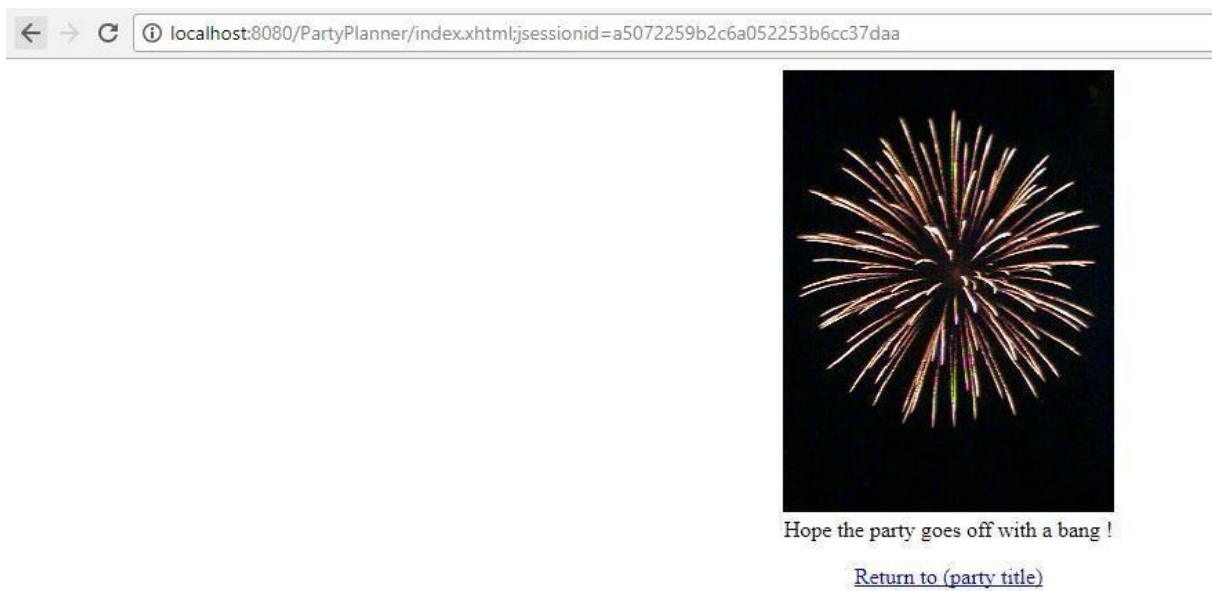 localhost:8080/PartyPlanner/index.xhtml;jsessionid=a5072259b2c6a052253b6cc37daa
Hope the party goes off with a bang !
Return to (party title)